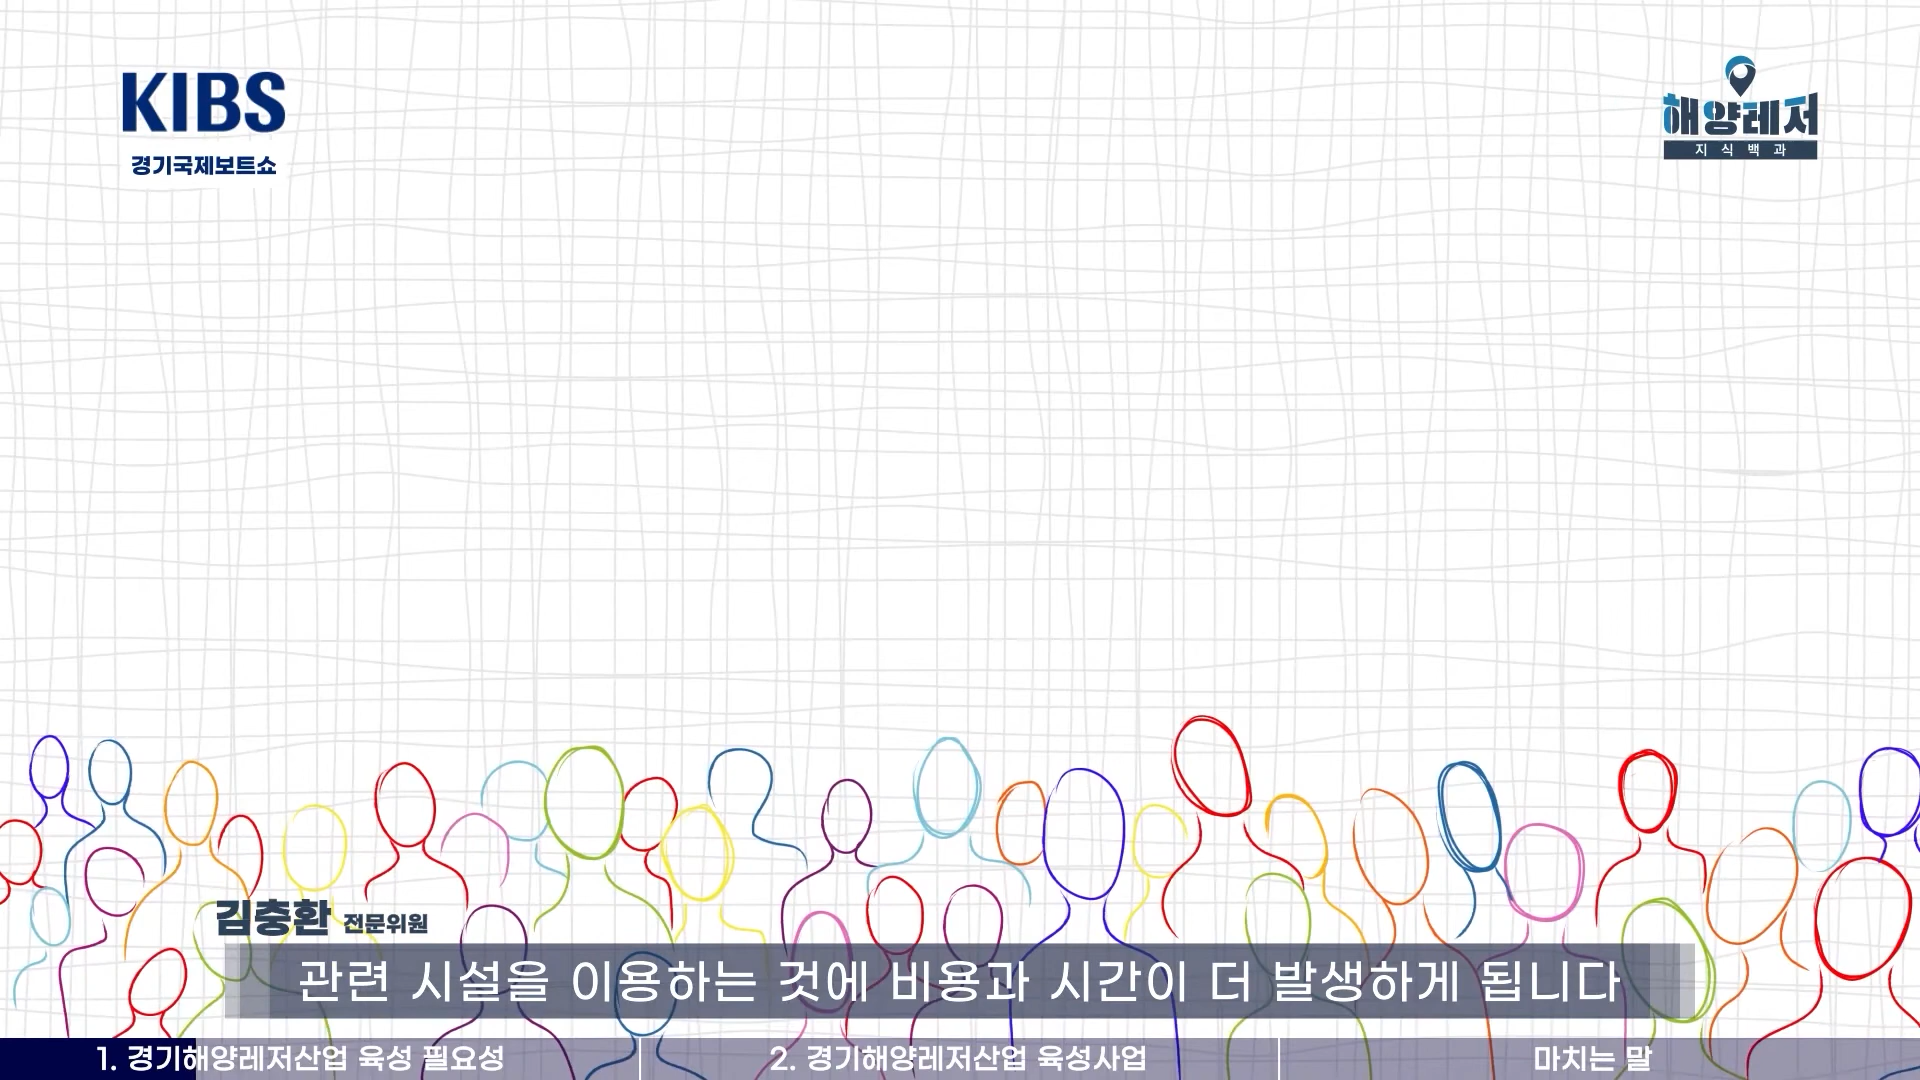 KIBS
경기국제보트쇼
해양레저
지식백과
김충환 전문위원
관련 시설을 이용하는 것에 비용과 시간이 더 발생하게 됩니다
1. 경기해양레저산업 육성 필요성
2. 경기해양레저산업 육성사업
마치는 말